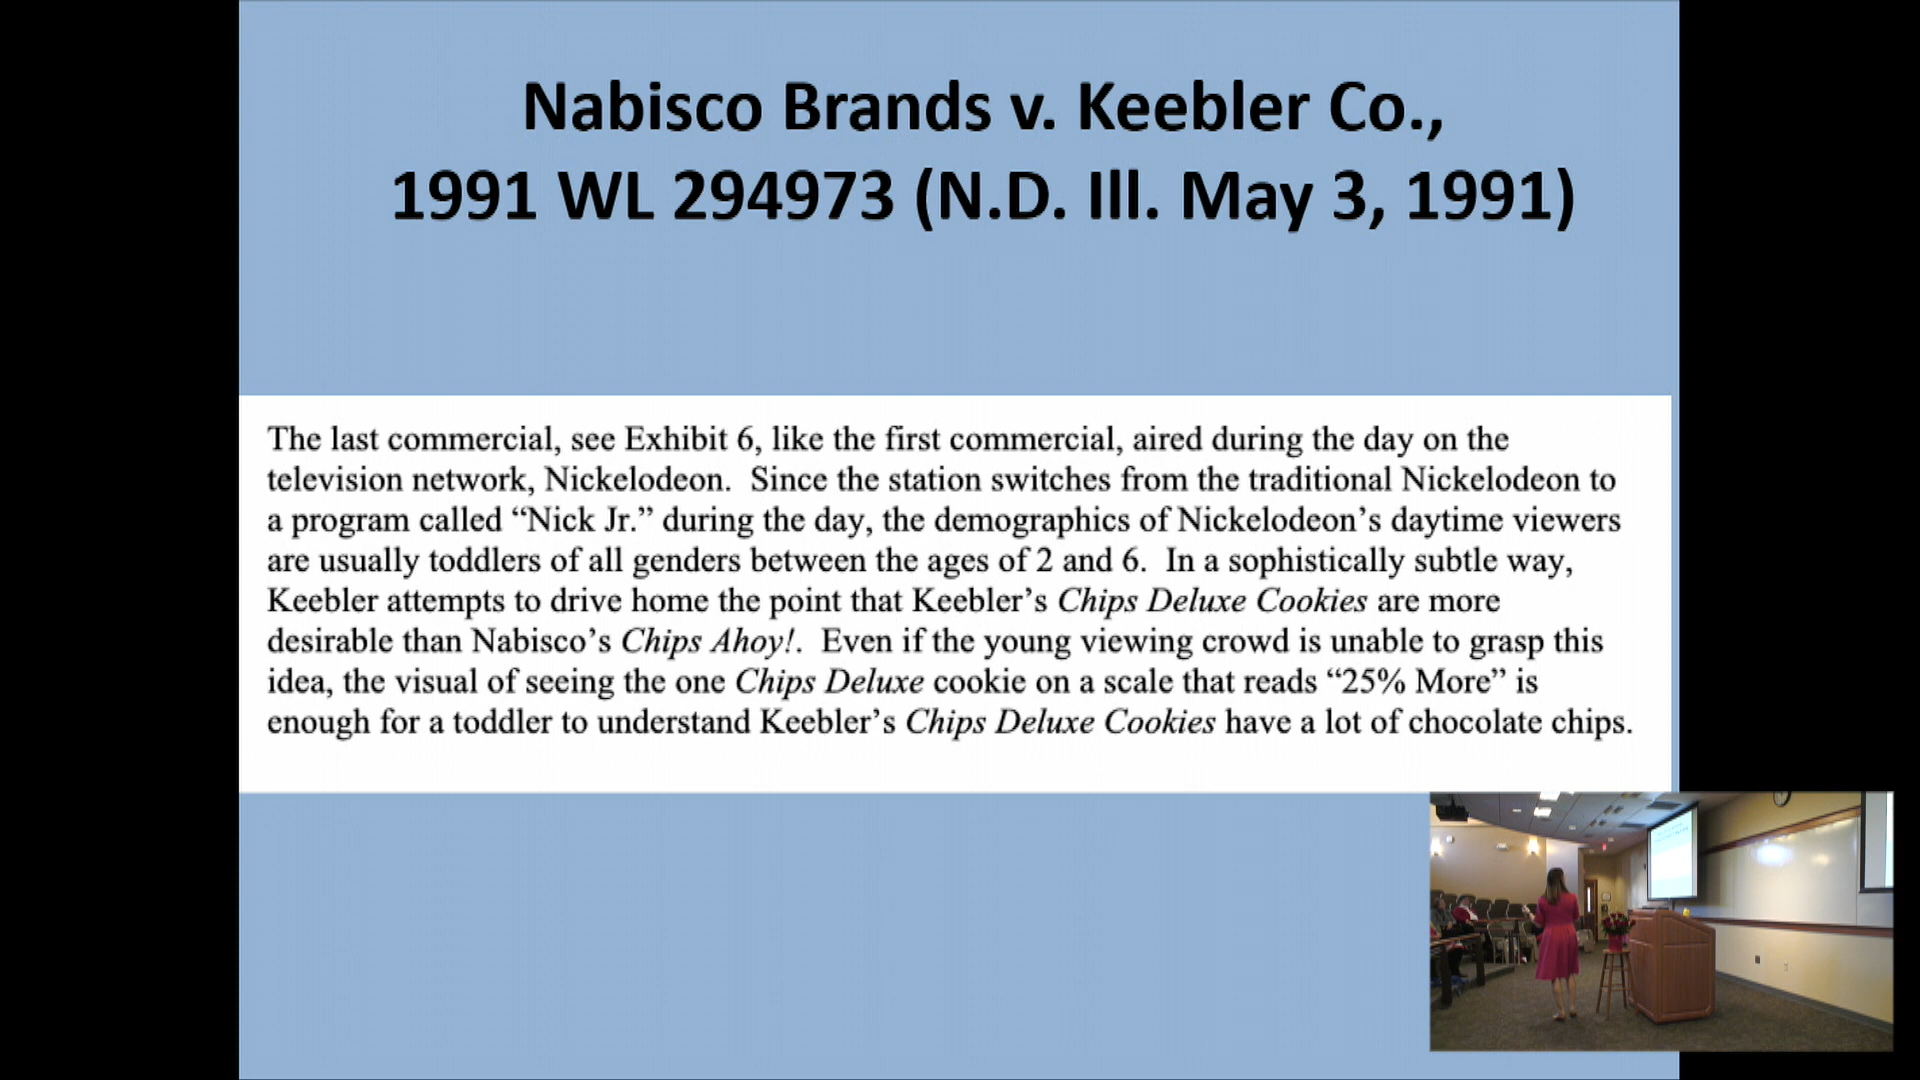 Nabisco Brands v. Keebler Co.,
1991 WL 294973 (N.D. Ill. May 3, 1991)
The last commercial, see Exhibit 6, like the first commercial, aired during the day on the
television network, Nickelodeon.  Since the station switches from the traditional Nickelodeon to
a program called “Nick Jr.” during the day, the demographics of Nickelodeon’s daytime viewers
are usually toddlers of all genders between the ages of 2 and 6.  In a sophistically subtle way,
Keebler attempts to drive home the point that Keebler’s Chips Deluxe Cookies are more
desirable than Nabisco’s Chips Ahoy!.  Even if the young viewing crowd is unable to grasp this
idea, the visual of seeing the one Chips Deluxe cookie on a scale that reads “25% More” is
enough for a toddler to understand Keebler’s Chips Deluxe Cookies have a lot of chocolate chips.